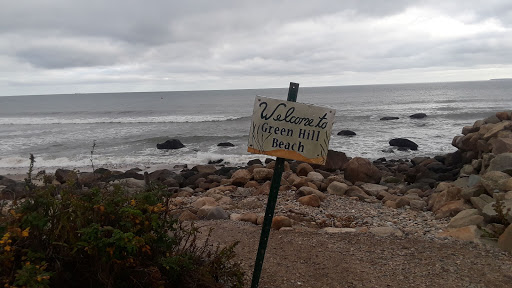 Welcome to
Green Hill
Beach